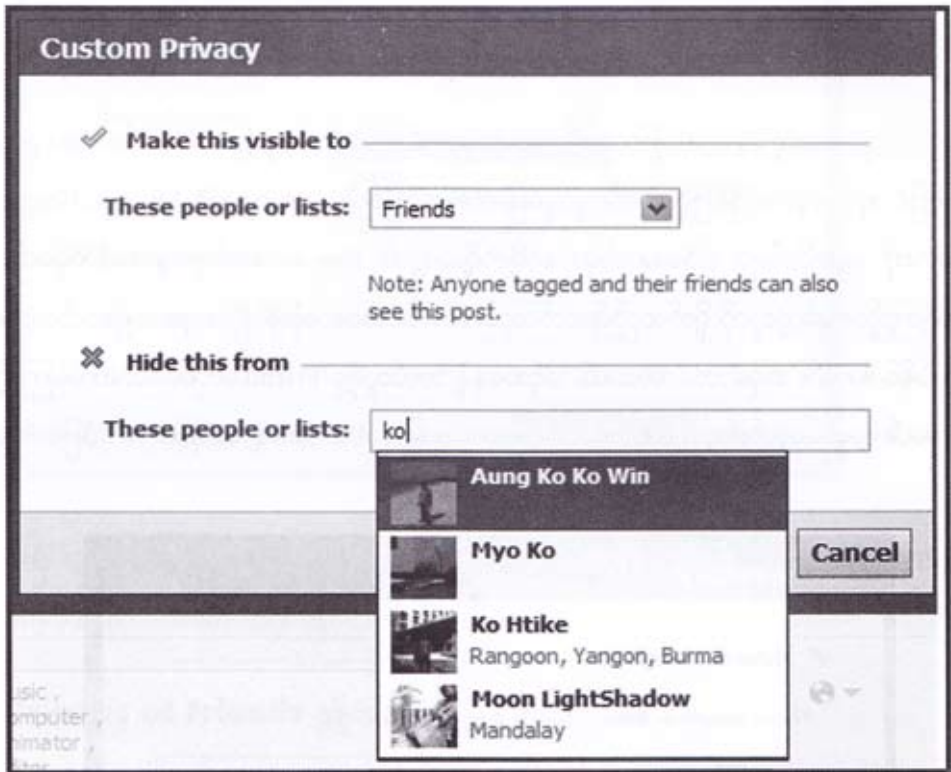 Custom Privacy
Make this visible to
These people or lists: Friends
Note: Anyone tagged and their friends can also
see this post.
Hide this from
These people or lists: ko
Aung Ko Ko Win
Myo Ko
Cancel
Ko Htike
Rangoon, Yangon, Burma
Moon LightShadow
Mandalay